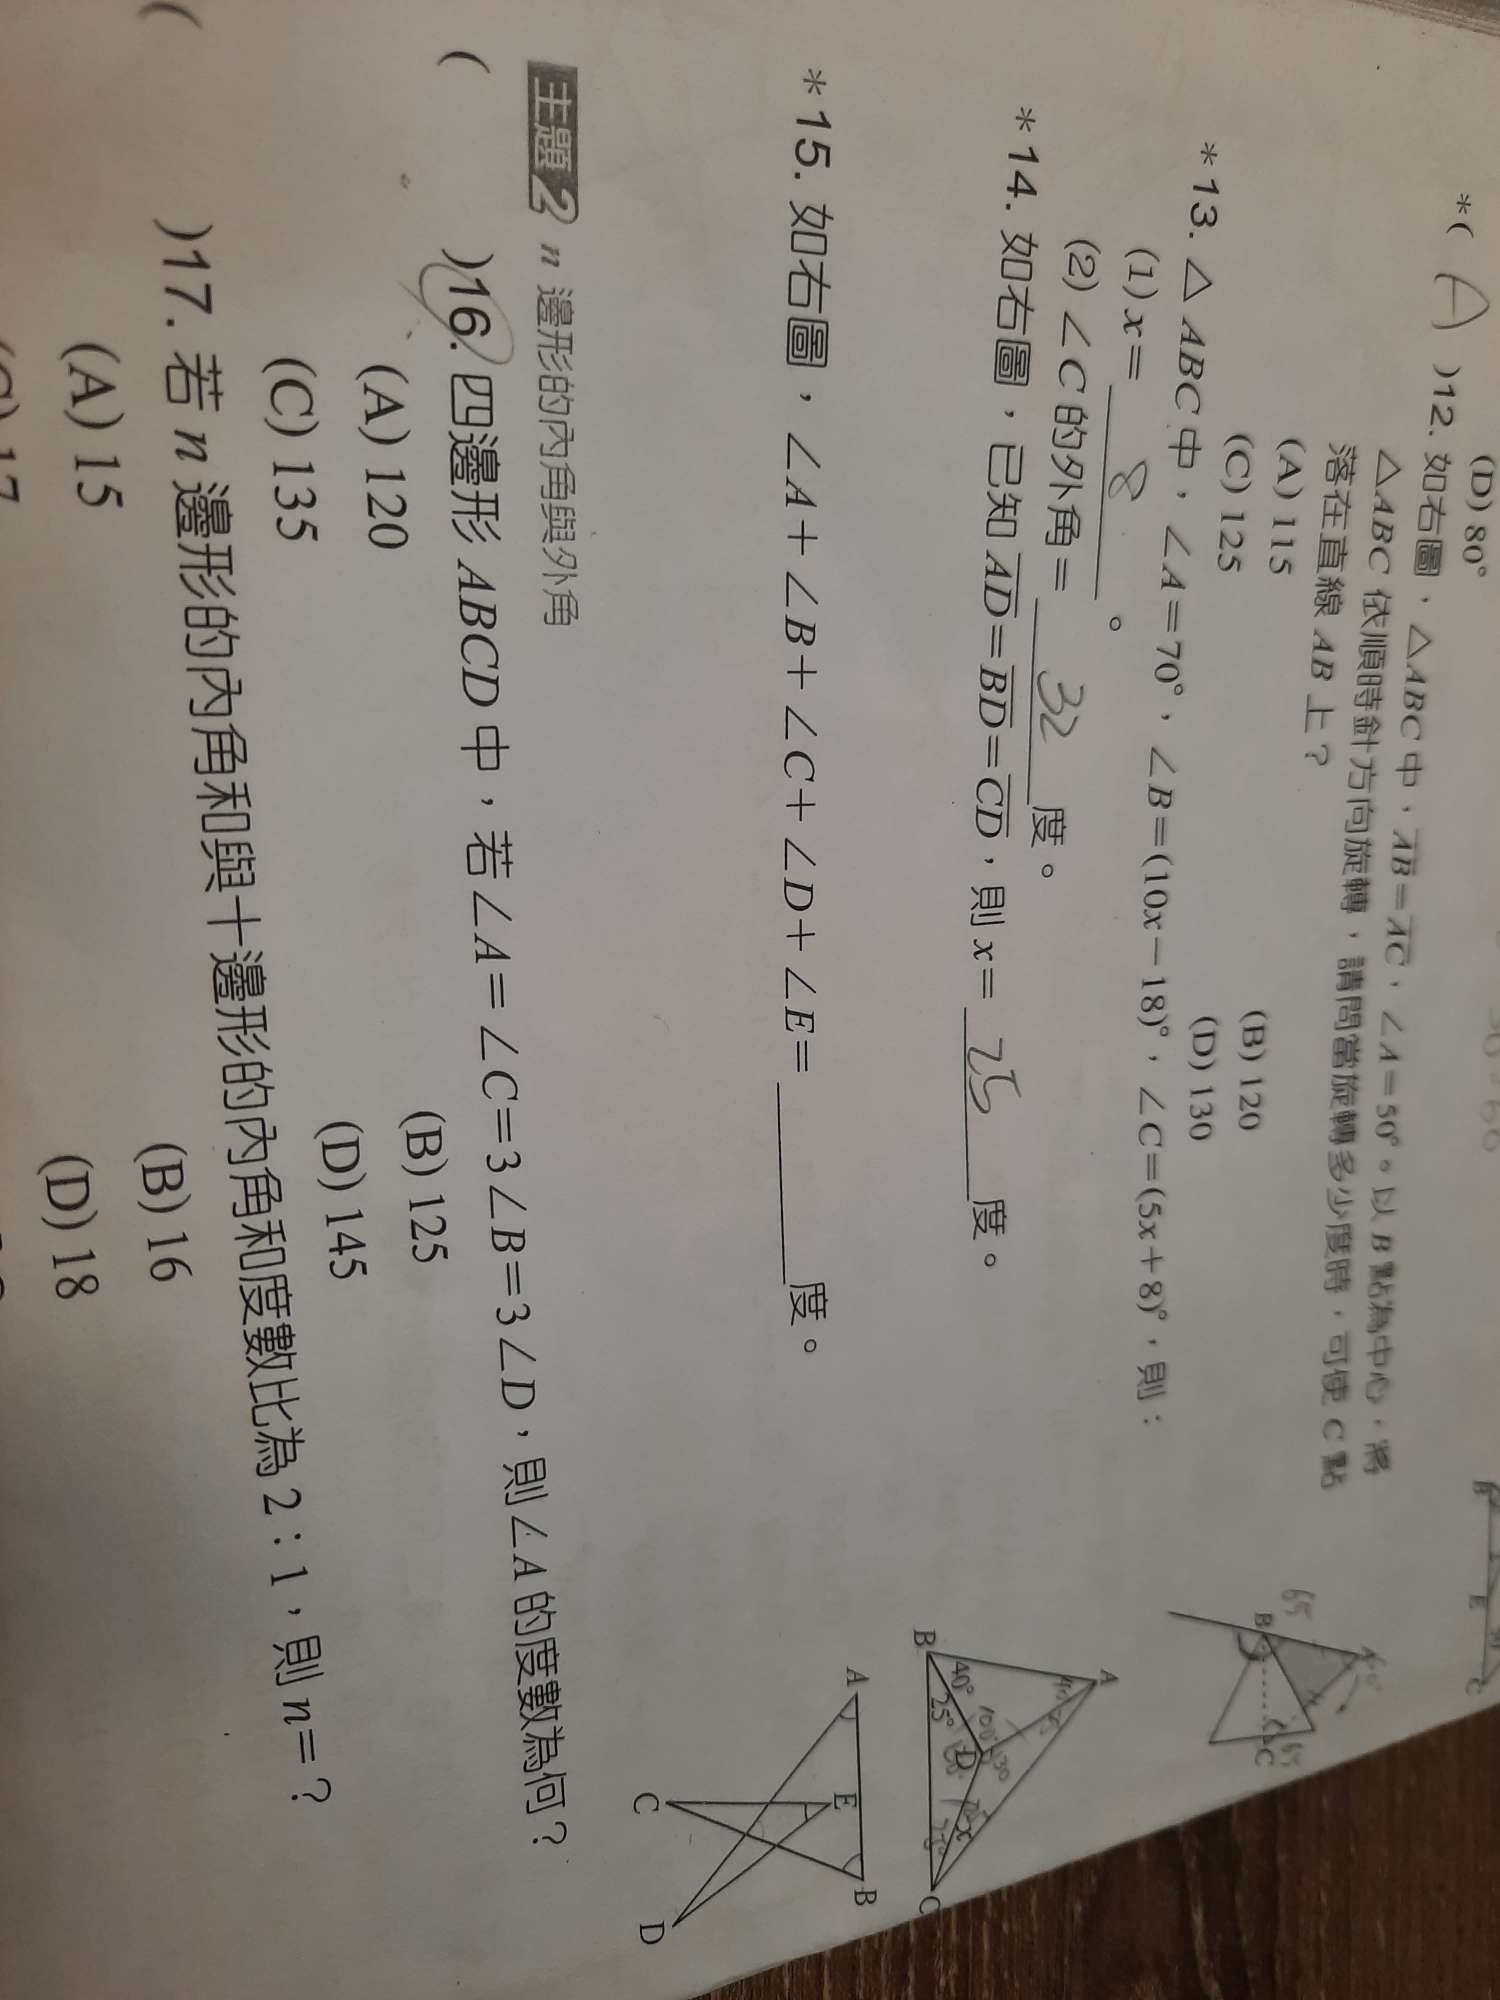 (D) 80°
*( A )12. 如右圖，△ABC中，AB=AC，∠A=50°。以B點為中心，將
△ABC 依順時針方向旋轉，請問當旋轉多少度時，可使C點
落在直線AB上？
(A) 115 (B) 120
(C) 125 (D) 130
*13. △ABC中，∠A=70°，∠B=(10x-18)°，∠C=(5x+8)°，則：
(1) x= 8 。
(2) ∠C的外角= 32 度。
*14. 如右圖，已知AD=BD=CD，則x= 25 度。
*15. 如右圖，∠A+∠B+∠C+∠D+∠E= 度。
主題2 n邊形的內角與外角
( )16. 四邊形ABCD中，若∠A=∠C=3∠B=3∠D，則∠A的度數為何？
(A) 120 (B) 125
(C) 135 (D) 145
( )17. 若n邊形的內角和與十邊形的內角和度數比為2：1，則n=？
(A) 15 (B) 16
(C) 17 (D) 18
B E C
65 B A C 65
A B 40° 25° D 100 130 x C
A E B C D